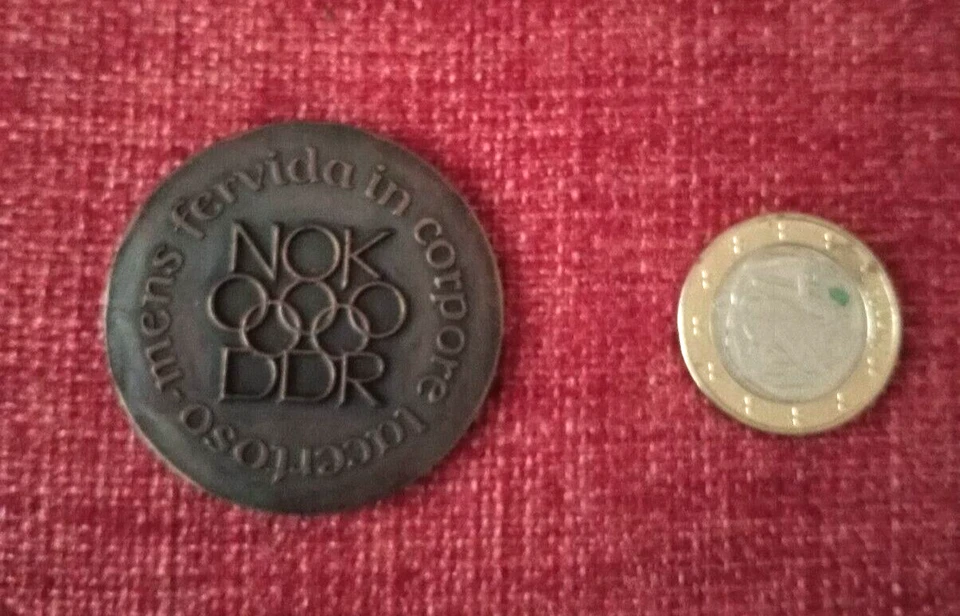 mens fervida in corpore lacertoso-
NOK
DDR